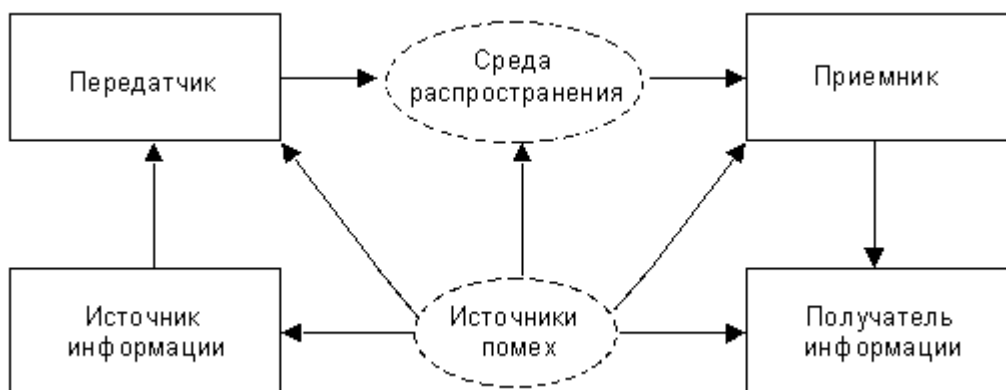 Передатчик
Среда
распространения
Приемник
Источник
информации
Источники
помех
Получатель
информации